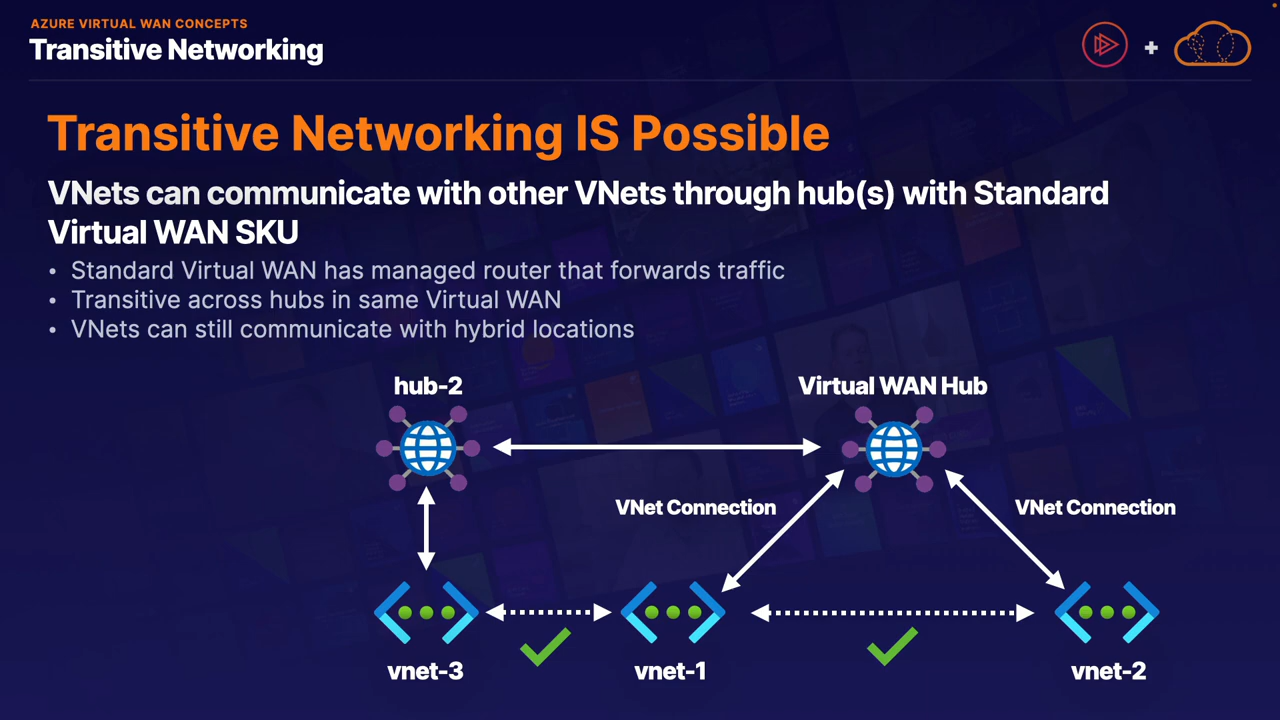 AZURE VIRTUAL WAN CONCEPTS
Transitive Networking
+
Transitive Networking IS Possible
VNets can communicate with other VNets through hub(s) with Standard
Virtual WAN SKU
• Standard Virtual WAN has managed router that forwards traffic
• Transitive across hubs in same Virtual WAN
• VNets can still communicate with hybrid locations
hub-2
Virtual WAN Hub
VNet Connection
VNet Connection
vnet-3
vnet-1
vnet-2